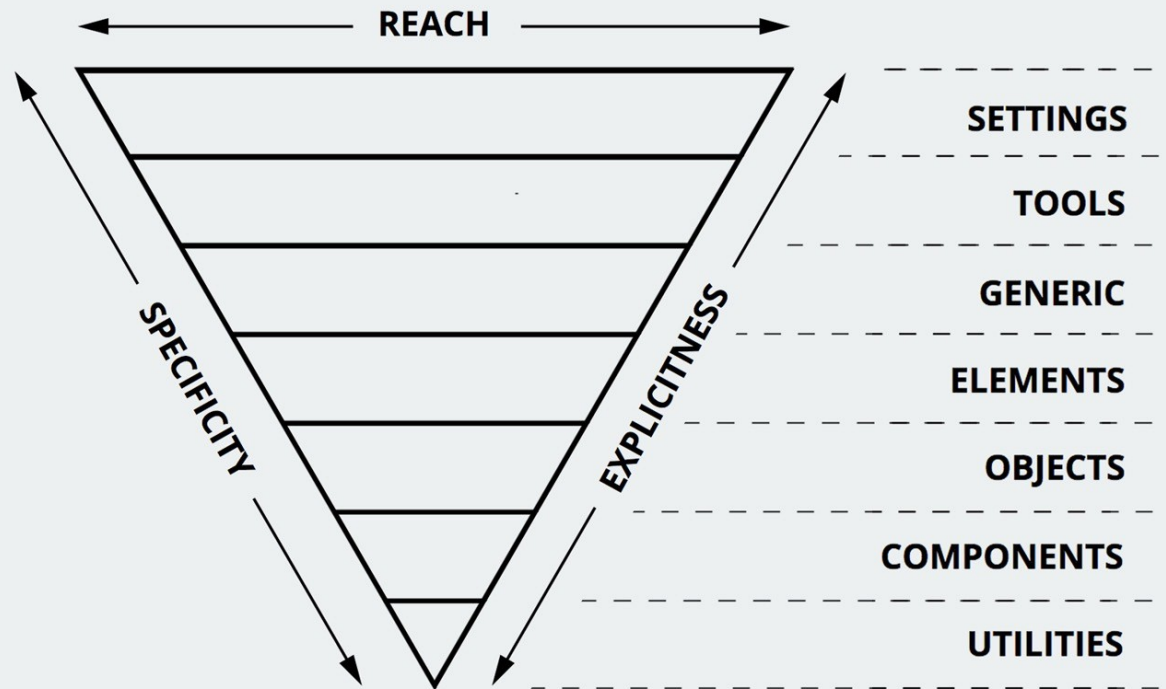 REACH
SETTINGS
TOOLS
GENERIC
SPECIFICITY
EXPLICITNESS
ELEMENTS
OBJECTS
COMPONENTS
UTILITIES